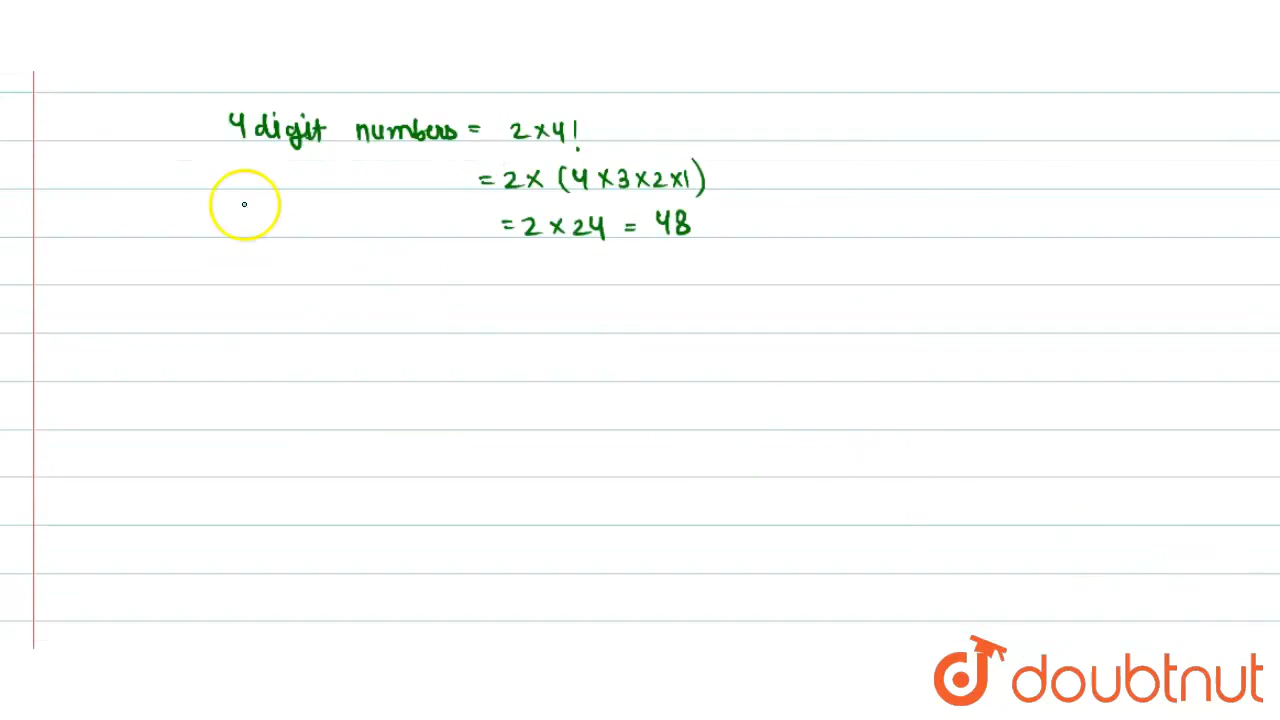 4 digit numbers = 2 × 4!
= 2 × (4 × 3 × 2 × 1)
= 2 × 24 = 48
doubtnut